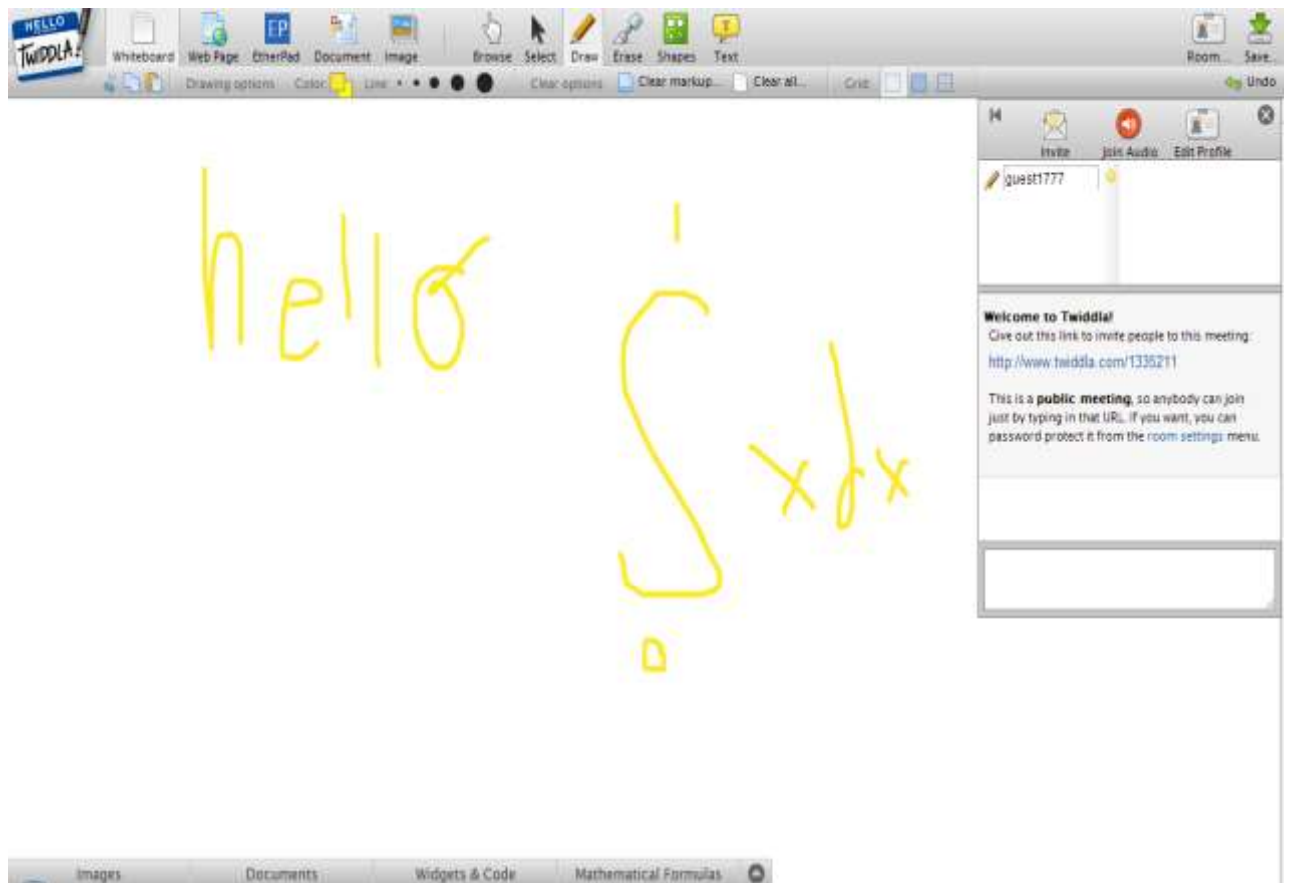 HELLO
TWIDDLA!
Whiteboard Web Page EtherPad Document Image Browse Select Draw Erase Shapes Text Room... Save...
EP
T
Drawing options Color: Line: Clear options Clear markup... Clear all... Grid: Undo
Invite Join Audio Edit Profile
guest1777
hello
1
∫ x dx
0
Welcome to Twiddla!
Give out this link to invite people to this meeting:
http://www.twiddla.com/1335211
This is a public meeting, so anybody can join
just by typing in that URL. If you want, you can
password protect it from the room settings menu.
Images Documents Widgets & Code Mathematical Formulas